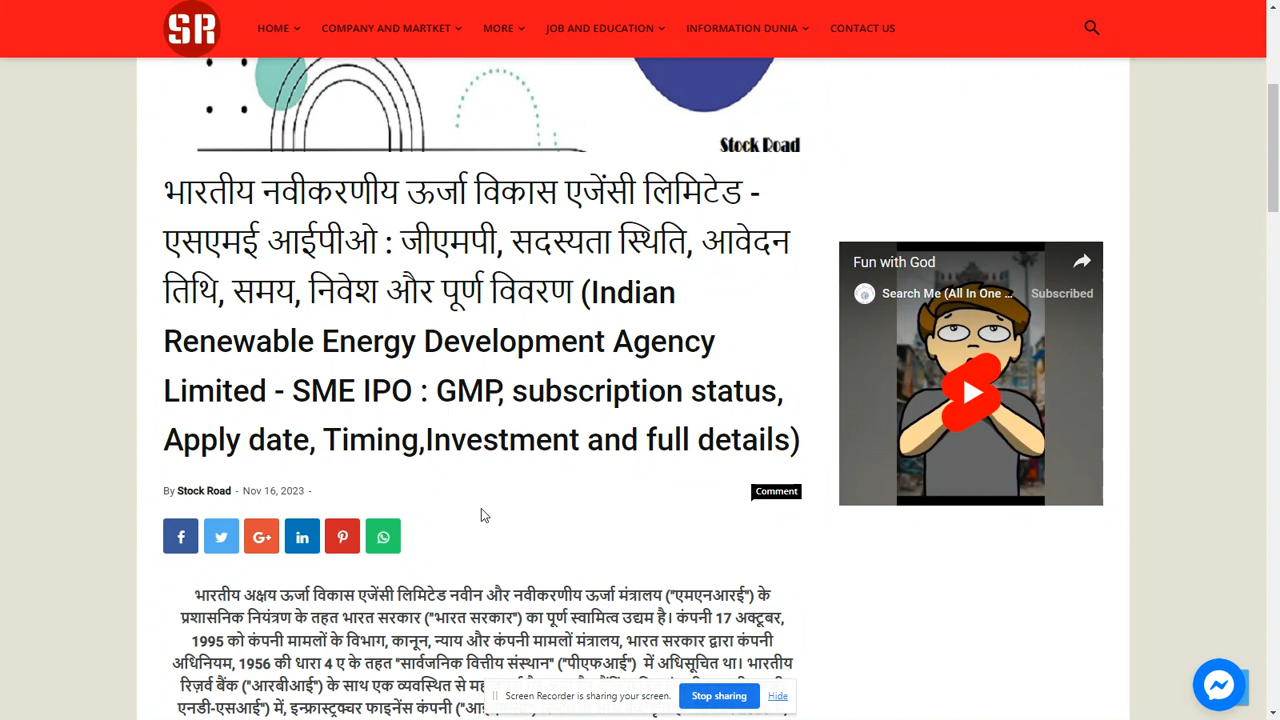 SR
HOME
COMPANY AND MARTKET
MORE
JOB AND EDUCATION
INFORMATION DUNIA
CONTACT US
Stock Road
भारतीय नवीकरणीय ऊर्जा विकास एजेंसी लिमिटेड -
एसएमई आईपीओ : जीएमपी, सदस्यता स्थिति, आवेदन
तिथि, समय, निवेश और पूर्ण विवरण (Indian
Renewable Energy Development Agency
Limited - SME IPO : GMP, subscription status,
Apply date, Timing,Investment and full details)
By Stock Road - Nov 16, 2023 -
Comment
Fun with God
Search Me (All In One ...
Subscribed
भारतीय अक्षय ऊर्जा विकास एजेंसी लिमिटेड नवीन और नवीकरणीय ऊर्जा मंत्रालय ("एमएनआरई") के
प्रशासनिक नियंत्रण के तहत भारत सरकार ("भारत सरकार") का पूर्ण स्वामित्व उद्यम है। कंपनी 17 अक्टूबर,
1995 को कंपनी मामलों के विभाग, कानून, न्याय और कंपनी मामलों मंत्रालय, भारत सरकार द्वारा कंपनी
अधिनियम, 1956 की धारा 4 ए के तहत "सार्वजनिक वित्तीय संस्थान" ("पीएफआई") में अधिसूचित था। भारतीय
रिज़र्व बैंक ("आरबीआई") के साथ एक व्यवस्थित से
एनडी-एसआई") में, इन्फ्रास्ट्रक्चर फाइनेंस कंपनी
Screen Recorder is sharing your screen.
Stop sharing
Hide